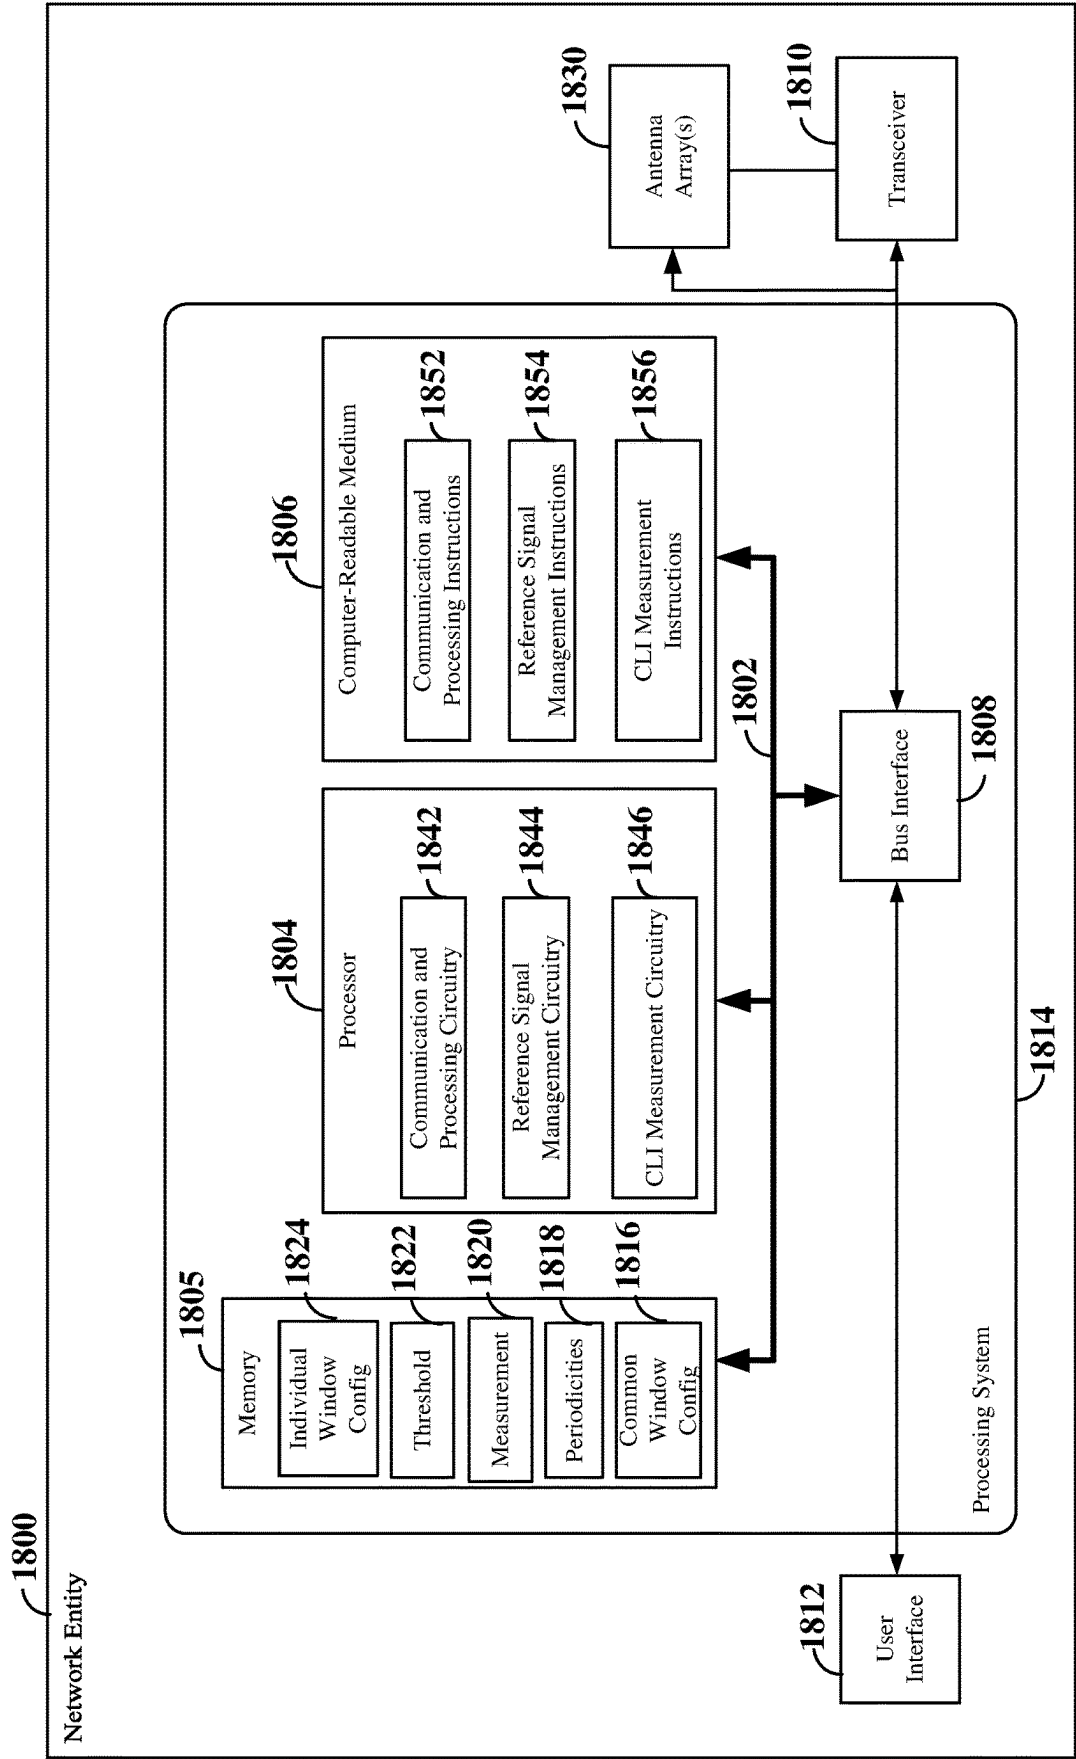 1800
Network Entity
1805
Memory
1824
Individual
Window
Config
1822
Threshold
1820
Measurement
1818
Periodicities
1816
Common
Window
Config
1804
Processor
1842
Communication and
Processing Circuitry
1844
Reference Signal
Management Circuitry
1846
CLI Measurement Circuitry
1806
Computer-Readable Medium
1852
Communication and
Processing Instructions
1854
Reference Signal
Management Instructions
1856
CLI Measurement
Instructions
1802
1830
Antenna
Array(s)
1810
Transceiver
1812
User
Interface
Bus Interface
1808
Processing System
1814